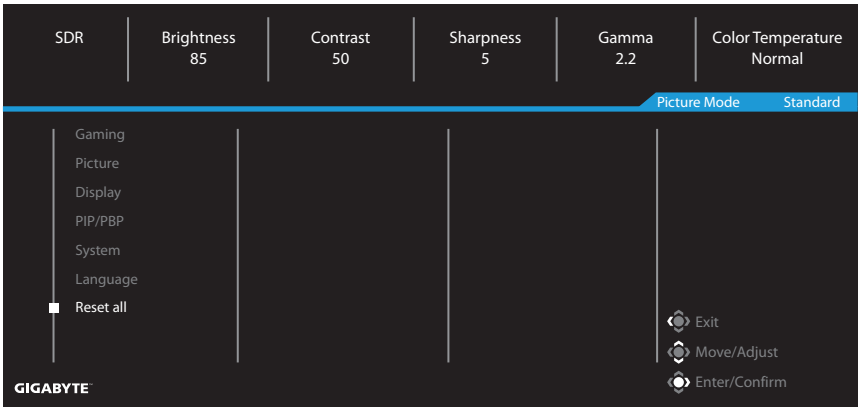 SDR Brightness Contrast Sharpness Gamma Color Temperature
85 50 5 2.2 Normal
Picture Mode Standard
Gaming
Picture
Display
PIP/PBP
System
Language
Reset all
Exit
Move/Adjust
Enter/Confirm
GIGABYTE™